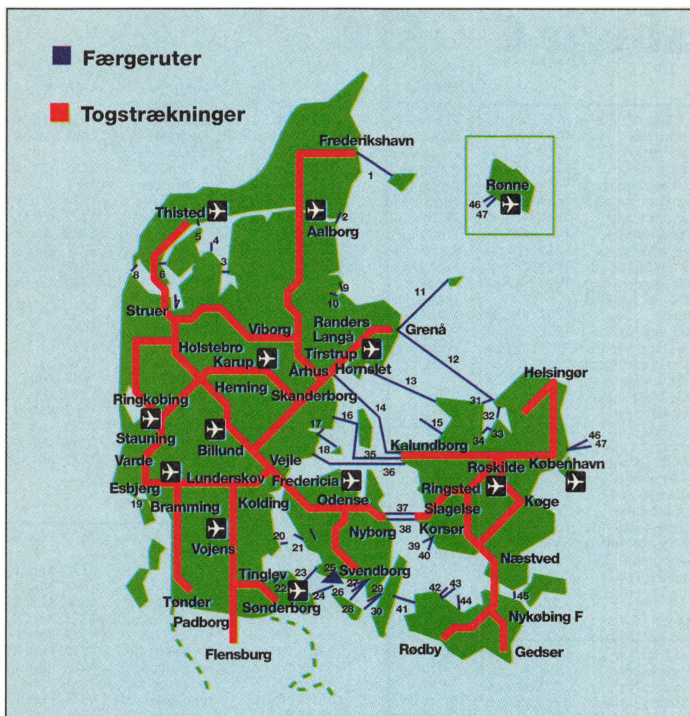 Færgeruter
Togstrækninger
Frederikshavn
1
Rønne
46
47
Thisted
2
Aalborg
5
4
3
8
6
7
9
10
11
Struer
Viborg
Randers
Langå
Grenå
Tirstrup
12
Holstebro
Karup
Århus
Hornslet
Helsingør
13
Herning
Skanderborg
31
32
Ringkøbing
14
16
15
33
34
Stauning
17
Billund
18
Kalundborg
46
47
Varde
Vejle
35
36
Roskilde
København
Esbjerg
Lunderskov
Fredericia
Ringsted
Odense
19
Bramming
Kolding
37
Slagelse
Køge
Nyborg
38
Korsør
Vojens
20
21
39
40
Næstved
Tinglev
23
25
Svendborg
22
24
26
27
29
42
43
45
Tønder
Sønderborg
28
30
41
44
Nykøbing F
Padborg
Rødby
Gedser
Flensburg